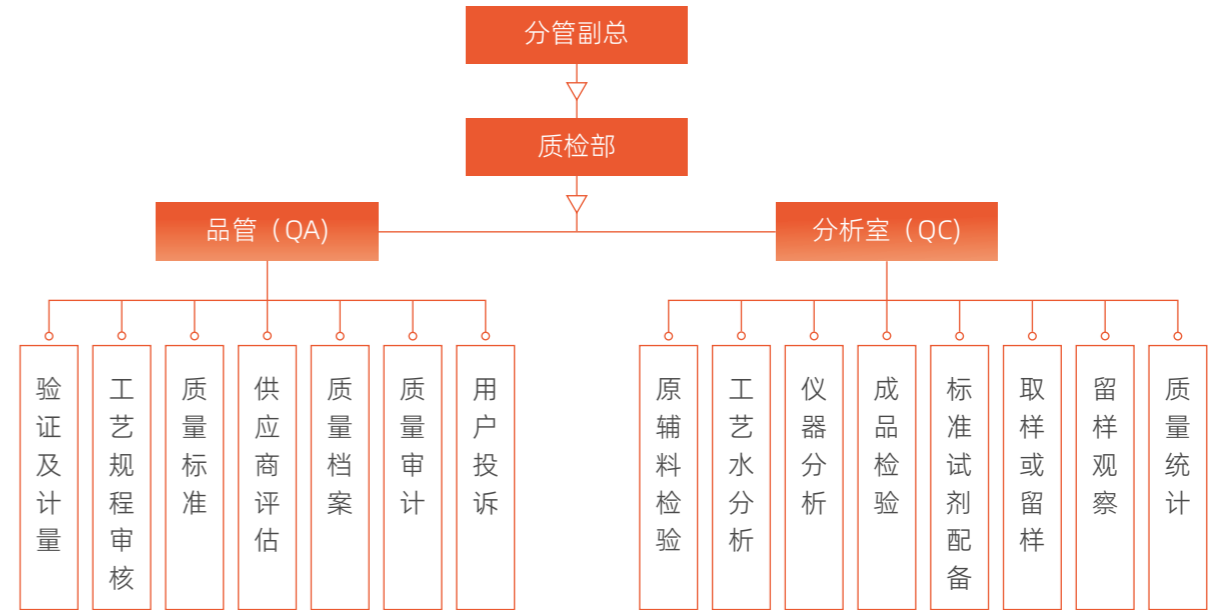 分管副总
质检部
品管（QA)
分析室（QC)
验证及计量
工艺规程审核
质量标准
供应商评估
质量档案
质量审计
用户投诉
原辅料检验
工艺水分析
仪器分析
成品检验
标准试剂配备
取样或留样
留样观察
质量统计